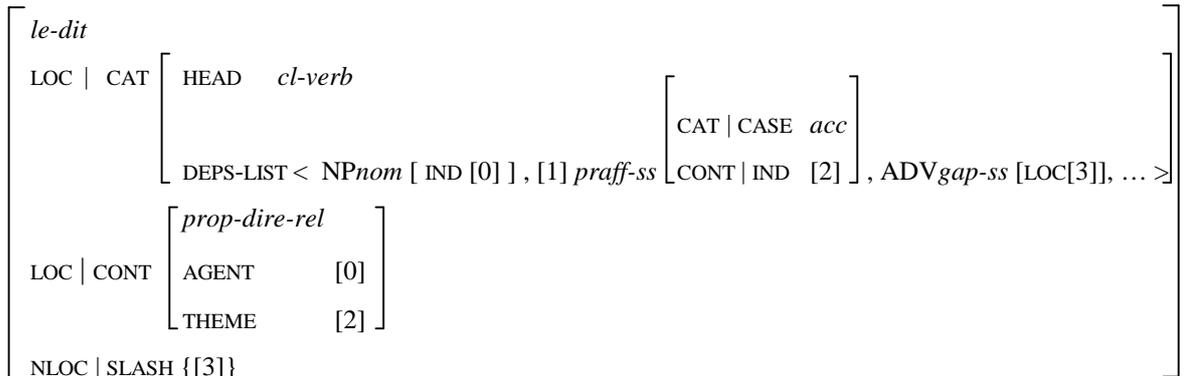 le-dit
LOC | CAT HEAD cl-verb
CAT | CASE acc
DEPS-LIST < NPnom [ IND [0] ] , [1] praff-ss CONT | IND [2] , ADVgap-ss [LOC[3]], … >
prop-dire-rel
LOC | CONT AGENT [0]
THEME [2]
NLOC | SLASH {[3]}